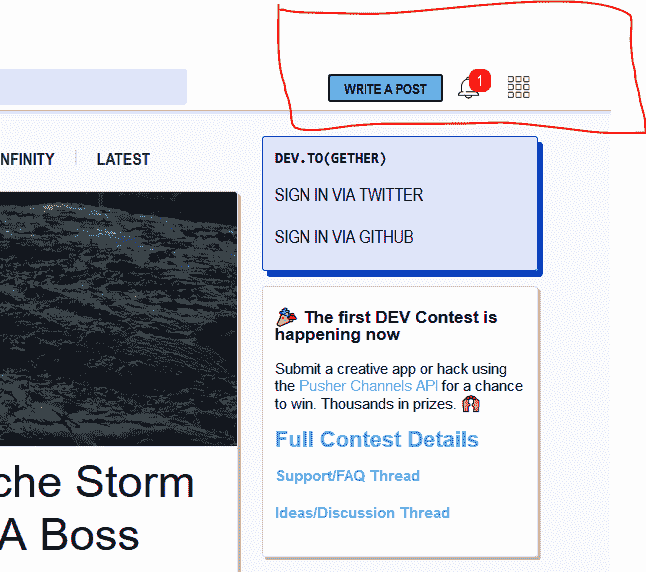 WRITE A POST
1
NFINITY
LATEST
DEV.TO(GETHER)
SIGN IN VIA TWITTER
SIGN IN VIA GITHUB
The first DEV Contest is
happening now
Submit a creative app or hack using
the Pusher Channels API for a chance
to win. Thousands in prizes.
Full Contest Details
Support/FAQ Thread
Ideas/Discussion Thread
che Storm
A Boss